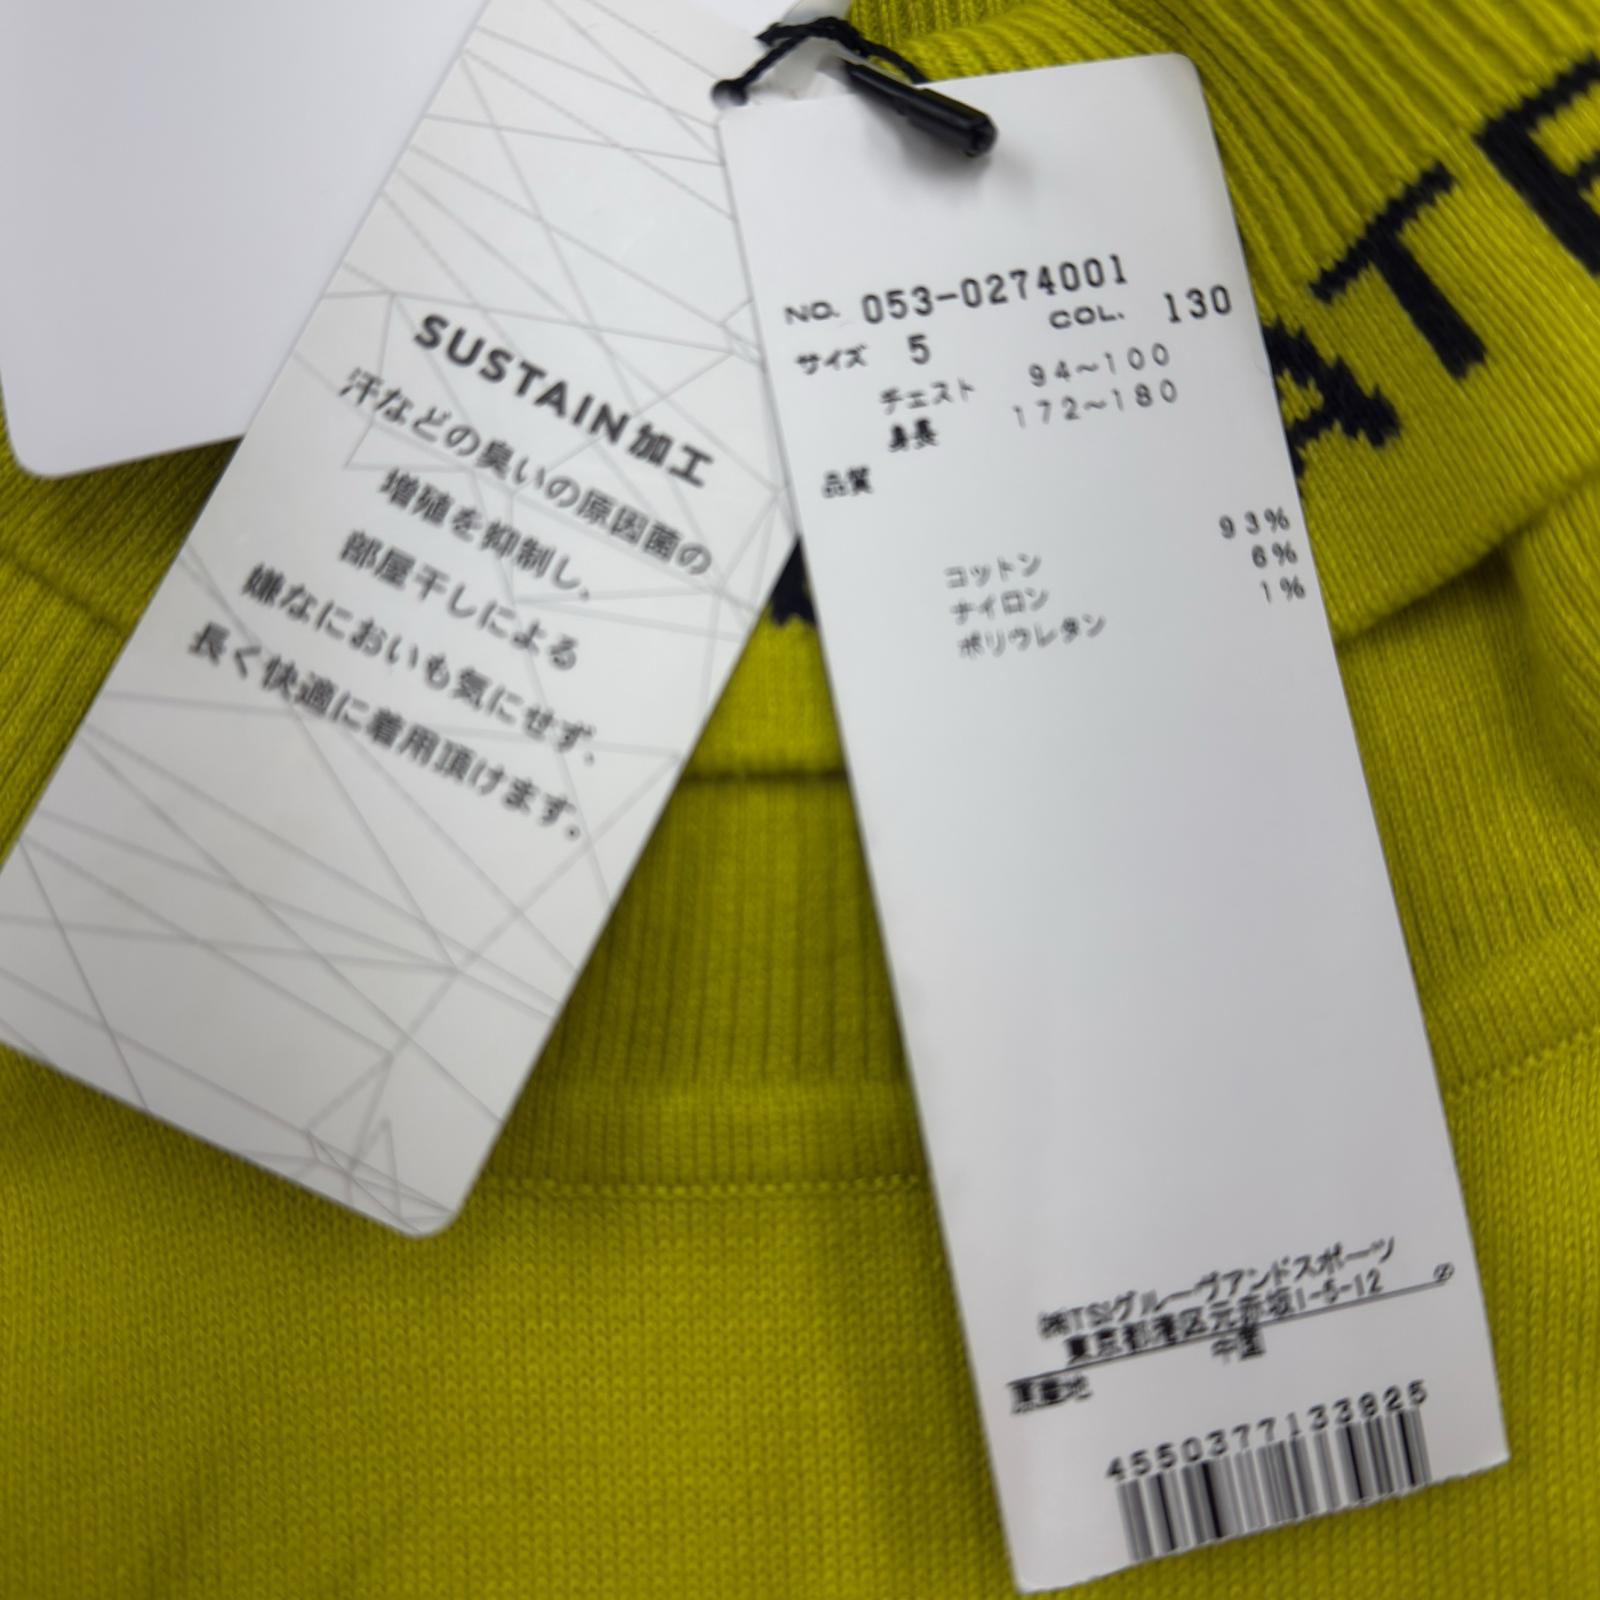 SUSTAIN加工
汗などの臭いの原因菌の
増殖を抑制し、
部屋干しによる
嫌なにおいも気にせず、
長く快適に着用頂けます。
NO. 053-0274001
COL. 130
サイズ 5
チェスト 94~100
身長 172~180
品質
コットン 93%
ナイロン 6%
ポリウレタン 1%
㈱TSIグルーヴアンドスポーツ
東京都港区元赤坂1-5-12
中国
原産地
4550377133925
ATE